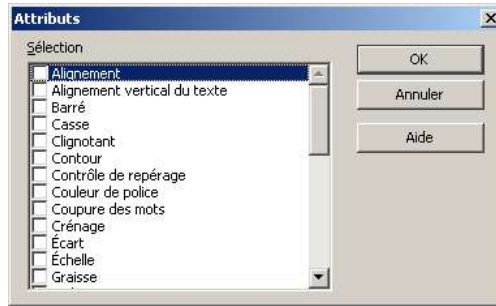 Attributs
Sélection
Alignement
Alignement vertical du texte
Barré
Casse
Clignotant
Contour
Contrôle de repérage
Couleur de police
Coupure des mots
Crénage
Écart
Échelle
Graisse
OK
Annuler
Aide